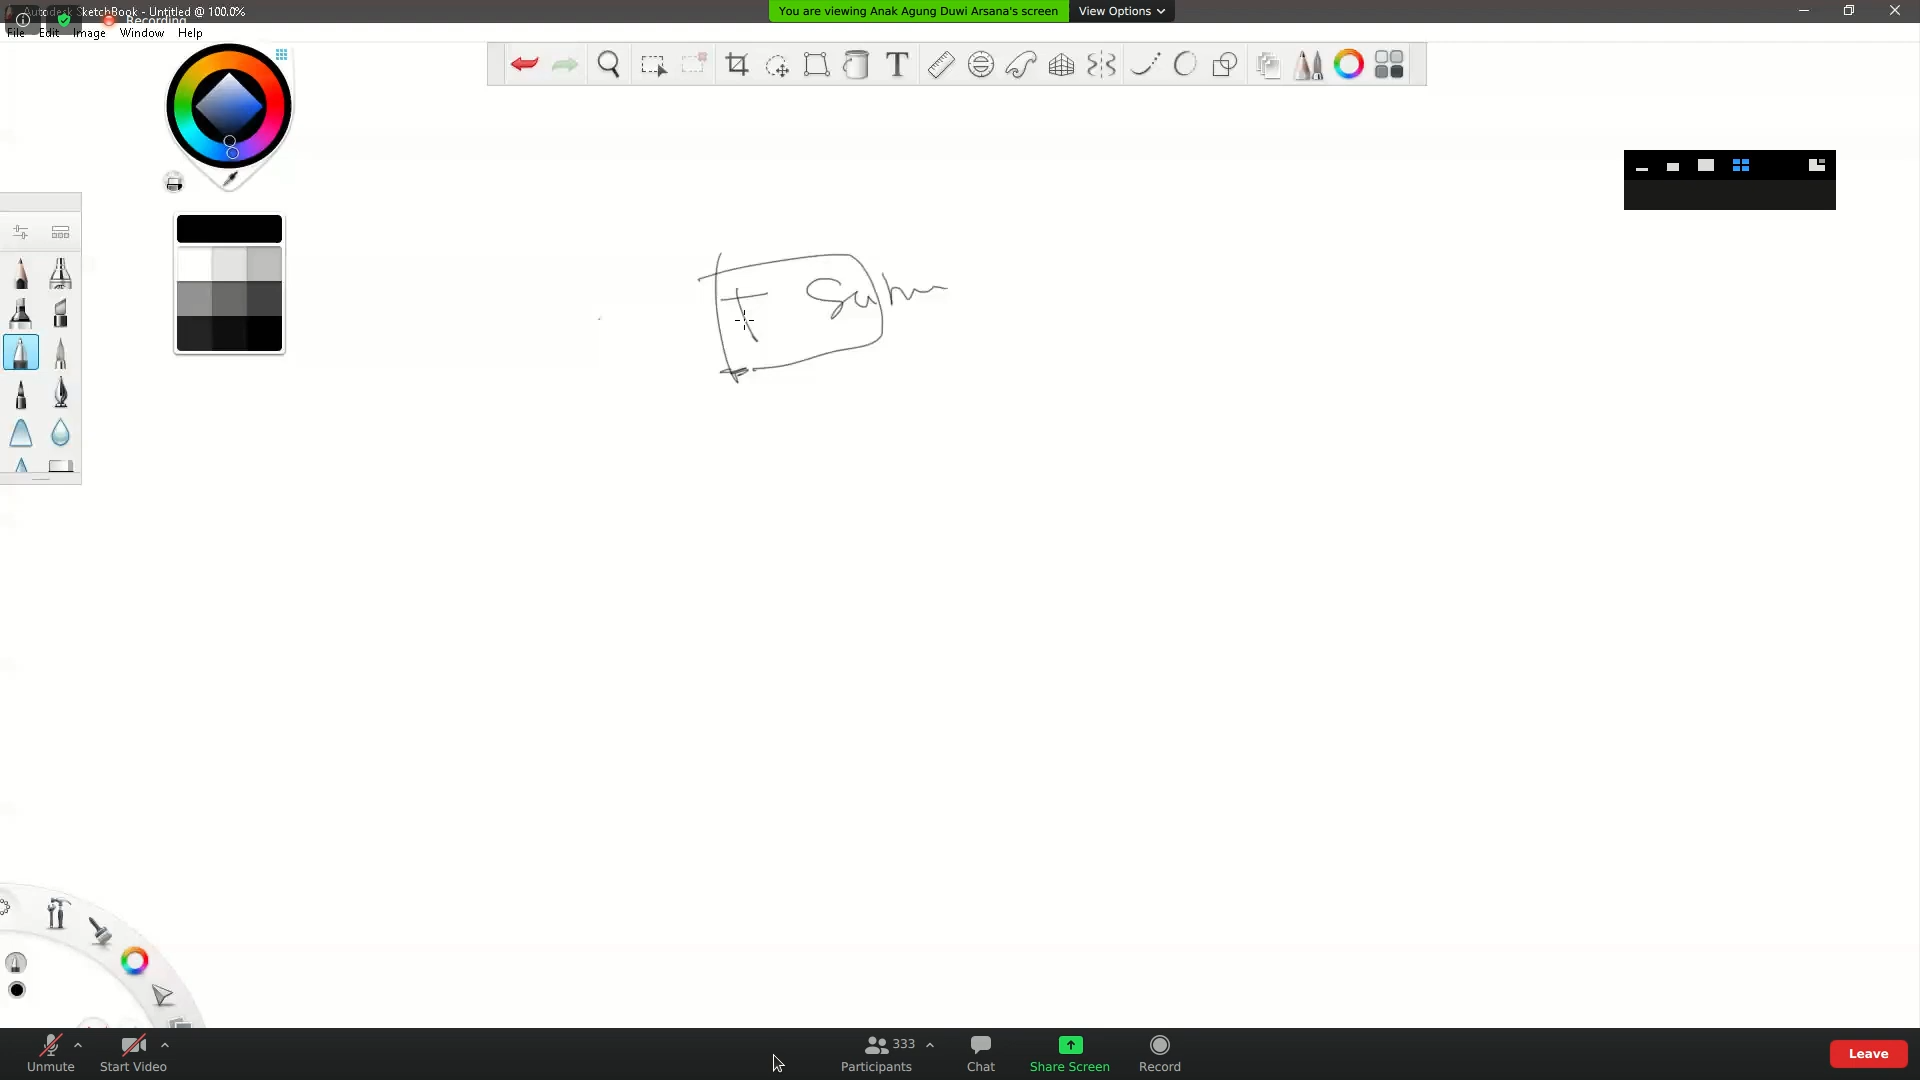 Autodesk SketchBook - Untitled @ 100.0%
Recording
You are viewing Anak Agung Duwi Arsana's screen
View Options
File Edit Image Window Help
T
Unmute
Start Video
333
Participants
Chat
Share Screen
Record
Leave